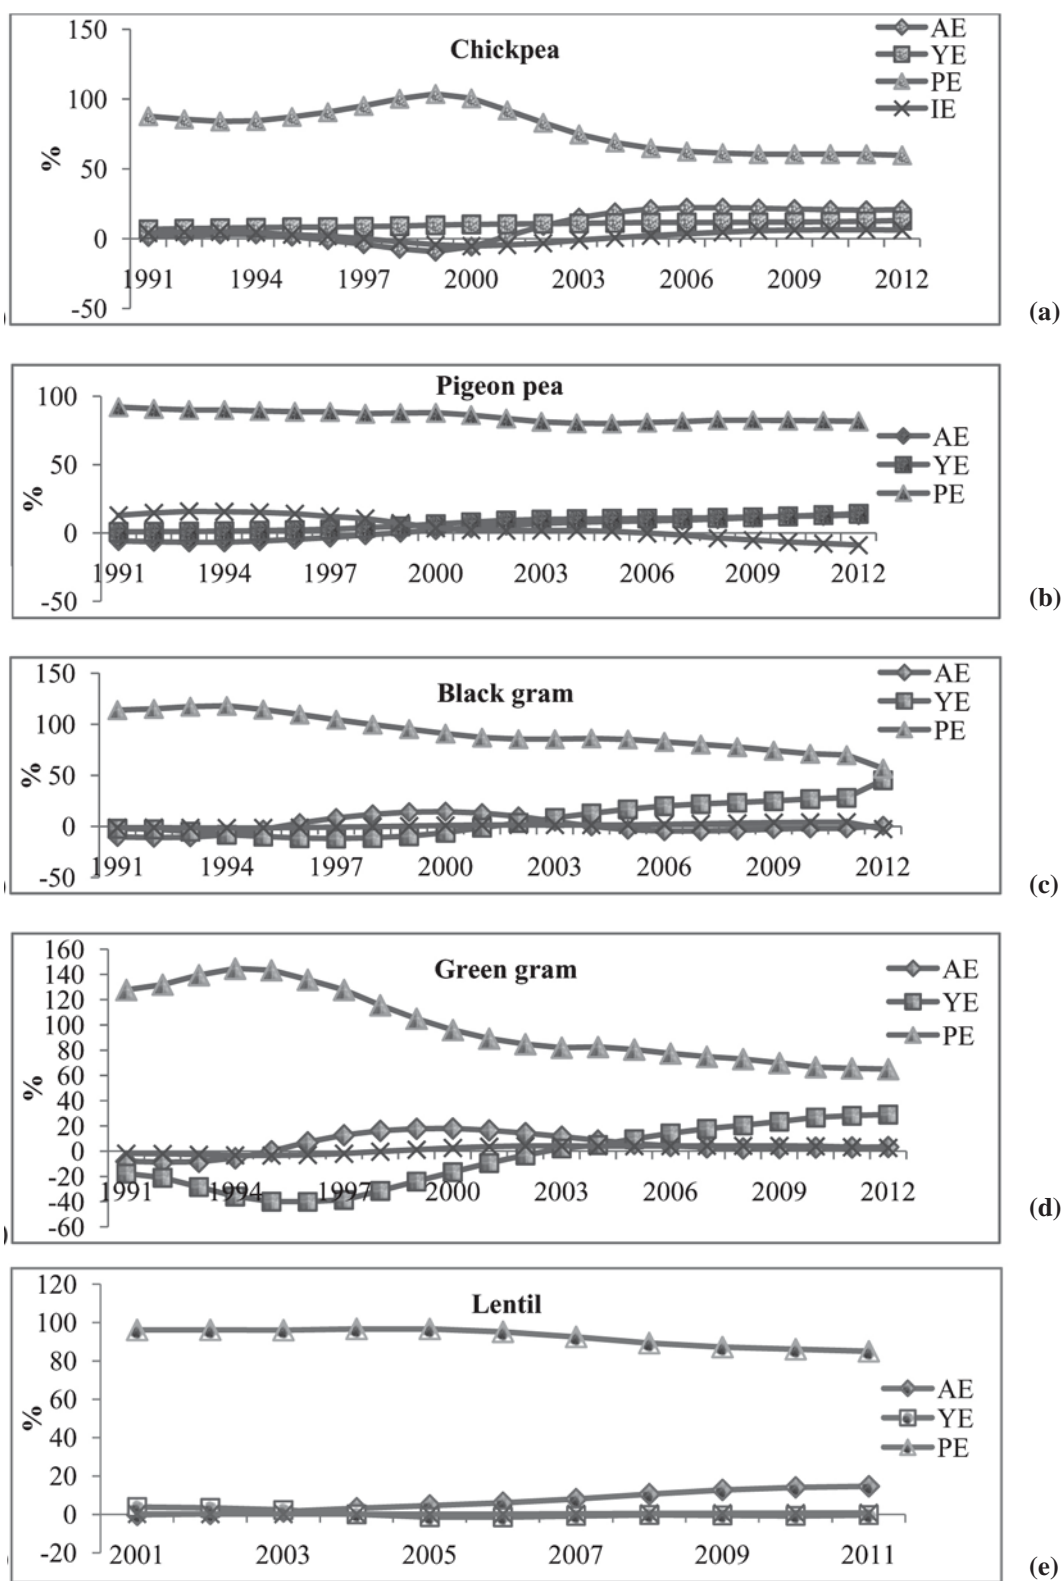 150
Chickpea
AE
YE
PE
IE
100
%
50
0
1991 1994 1997 2000 2003 2006 2009 2012
-50
(a)
100
Pigeon pea
AE
YE
PE
50
%
0
1991 1994 1997 2000 2003 2006 2009 2012
-50
(b)
150
Black gram
AE
YE
PE
100
%
50
0
1991 1994 1997 2000 2003 2006 2009 2012
-50
(c)
160
Green gram
AE
YE
PE
140
120
100
80
60
%
40
20
0
-20
1991 1994 1997 2000 2003 2006 2009 2012
-40
-60
(d)
120
Lentil
100
80
60
AE
YE
PE
%
40
20
0
-20
2001 2003 2005 2007 2009 2011
(e)